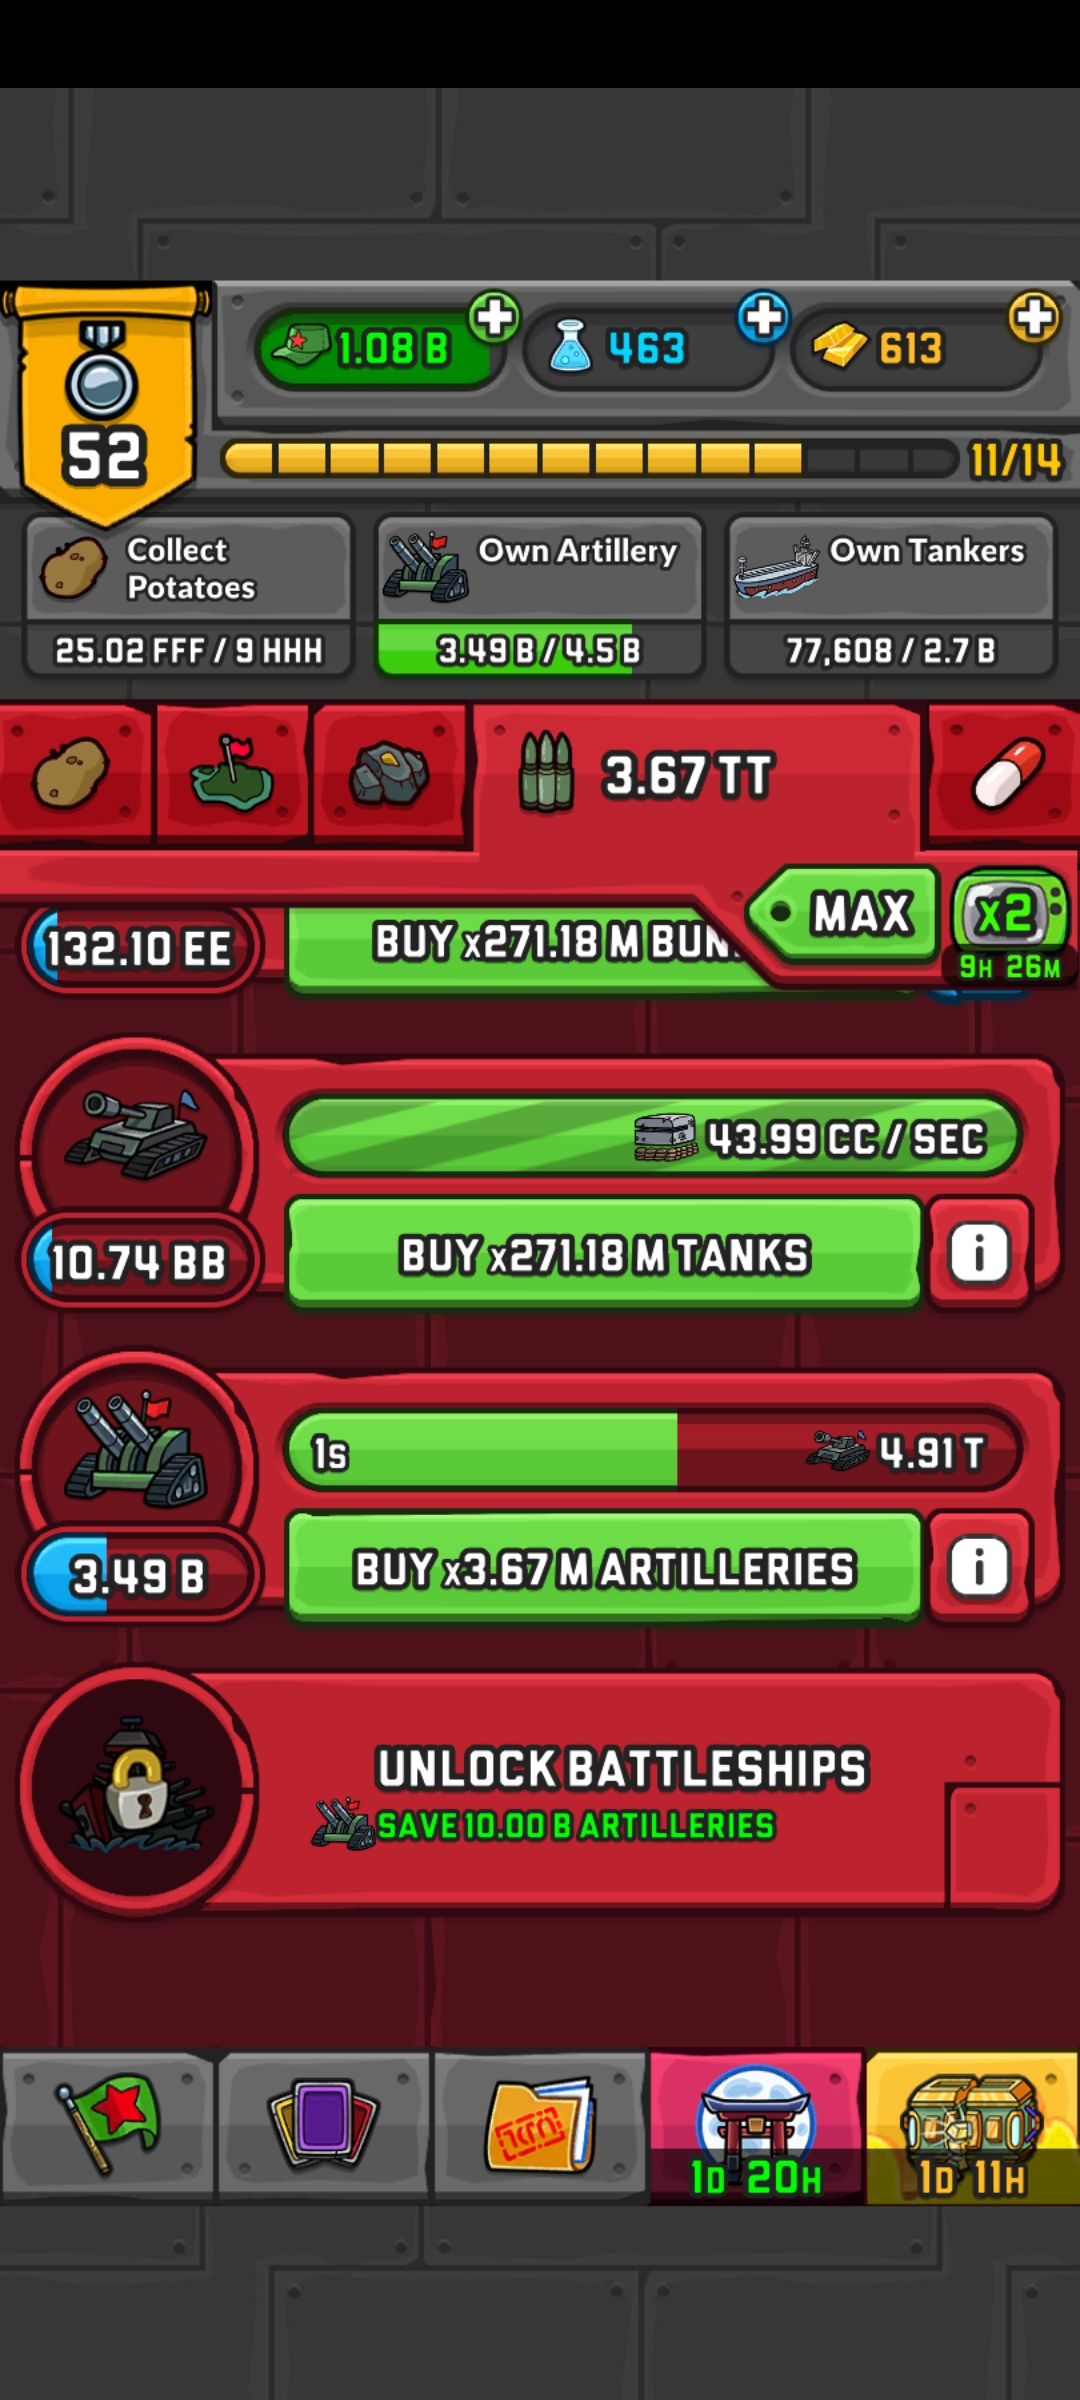 1.08 B
463
613
52
11/14
Collect
Potatoes
Own Artillery
Own Tankers
25.02 FFF / 9 HHH
3.49 B / 4.5 B
77,608 / 2.7 B
3.67 TT
MAX
x2
9H 26M
132.10 EE
BUY x271.18 M BUN
43.99 CC / SEC
10.74 BB
BUY x271.18 M TANKS
i
1s
4.91 T
3.49 B
BUY x3.67 M ARTILLERIES
i
UNLOCK BATTLESHIPS
SAVE 10.00 B ARTILLERIES
1D 20H
1D 11H